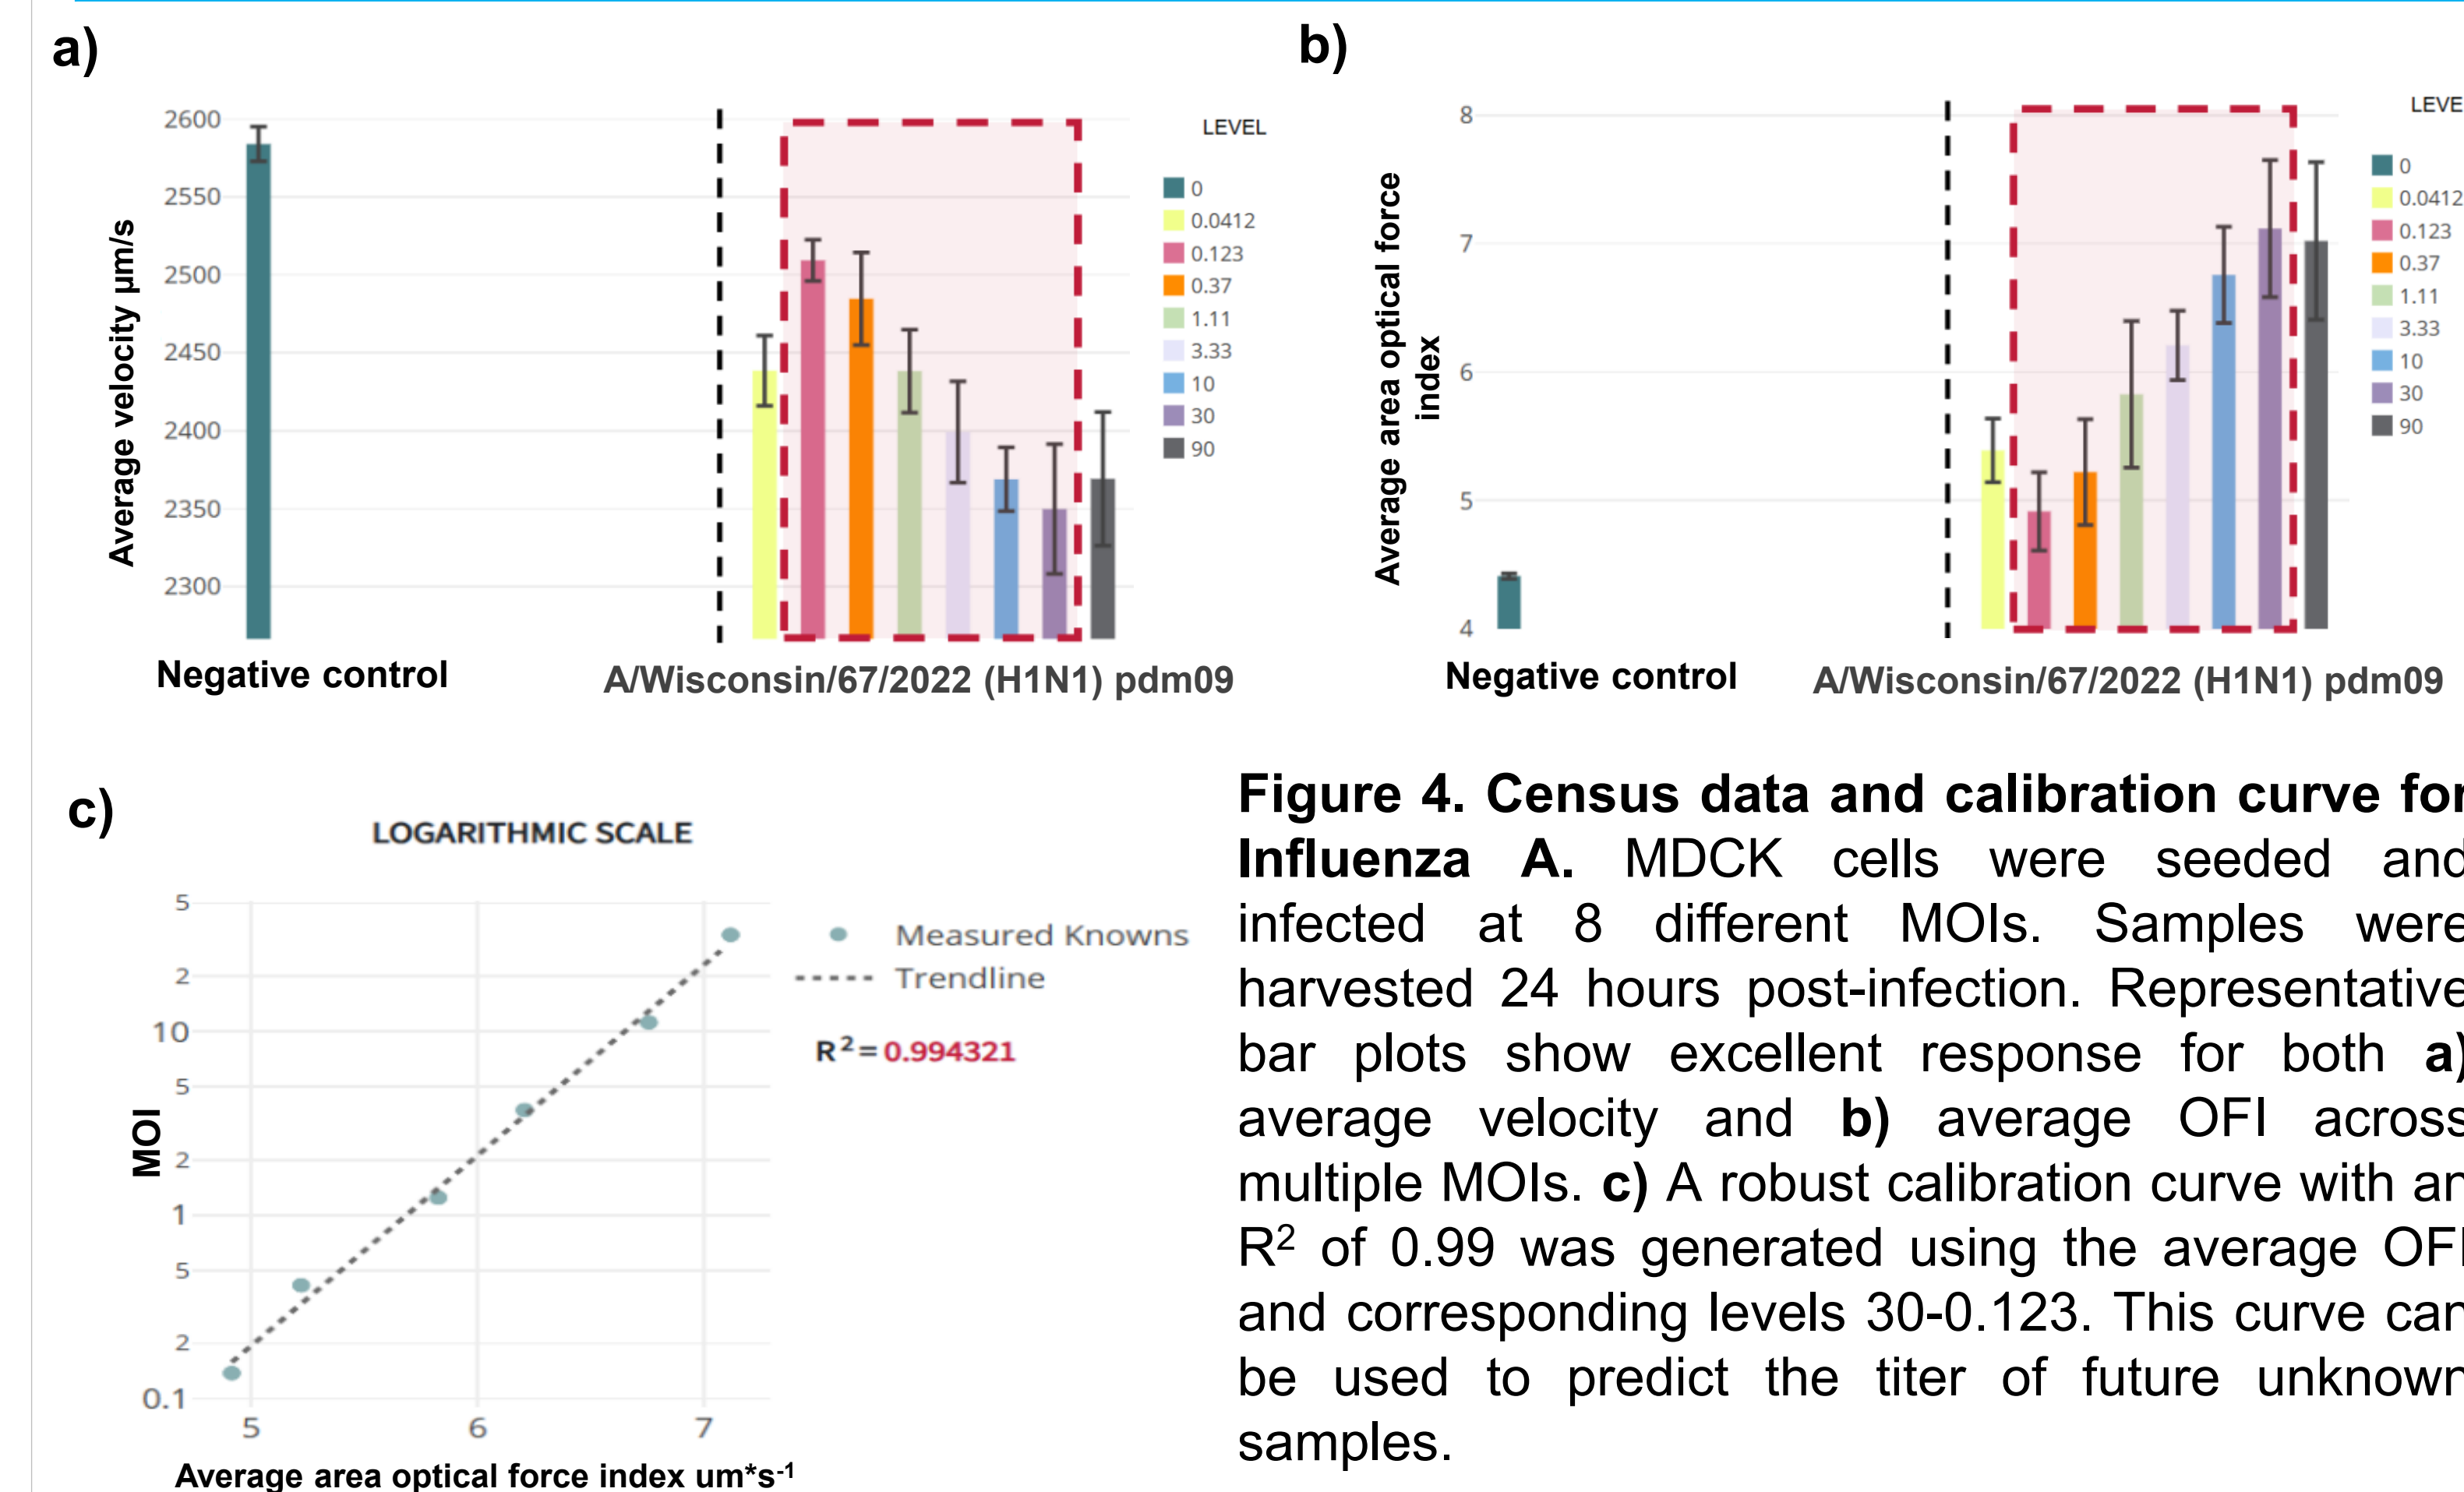 a)
2600
2550
2500
2450
2400
2350
2300
Average velocity µm/s
Negative control
A/Wisconsin/67/2022 (H1N1) pdm09
LEVEL
0
0.0412
0.123
0.37
1.11
3.33
10
30
90
b)
8
7
6
5
4
Average area optical force
index
Negative control
A/Wisconsin/67/2022 (H1N1) pdm09
LEVE
0
0.0412
0.123
0.37
1.11
3.33
10
30
90
c)
LOGARITHMIC SCALE
5
2
10
5
2
1
5
2
0.1
MOI
5 6 7
Average area optical force index um*s-1
Measured Knowns
Trendline
R2=0.994321
Figure 4. Census data and calibration curve for
Influenza A. MDCK cells were seeded and
infected at 8 different MOIs. Samples were
harvested 24 hours post-infection. Representative
bar plots show excellent response for both a)
average velocity and b) average OFI across
multiple MOIs. c) A robust calibration curve with an
R2 of 0.99 was generated using the average OFI
and corresponding levels 30-0.123. This curve can
be used to predict the titer of future unknown
samples.